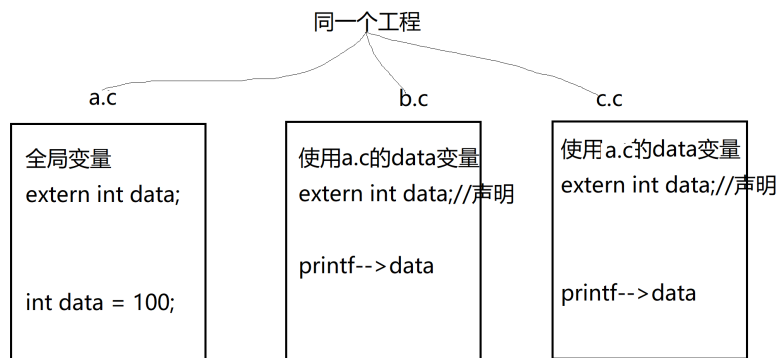 同一个工程
a.c
全局变量
extern int data;
int data = 100;
b.c
使用a.c的data变量
extern int data;//声明
printf-->data
c.c
使用a.c的data变量
extern int data;//声明
printf-->data